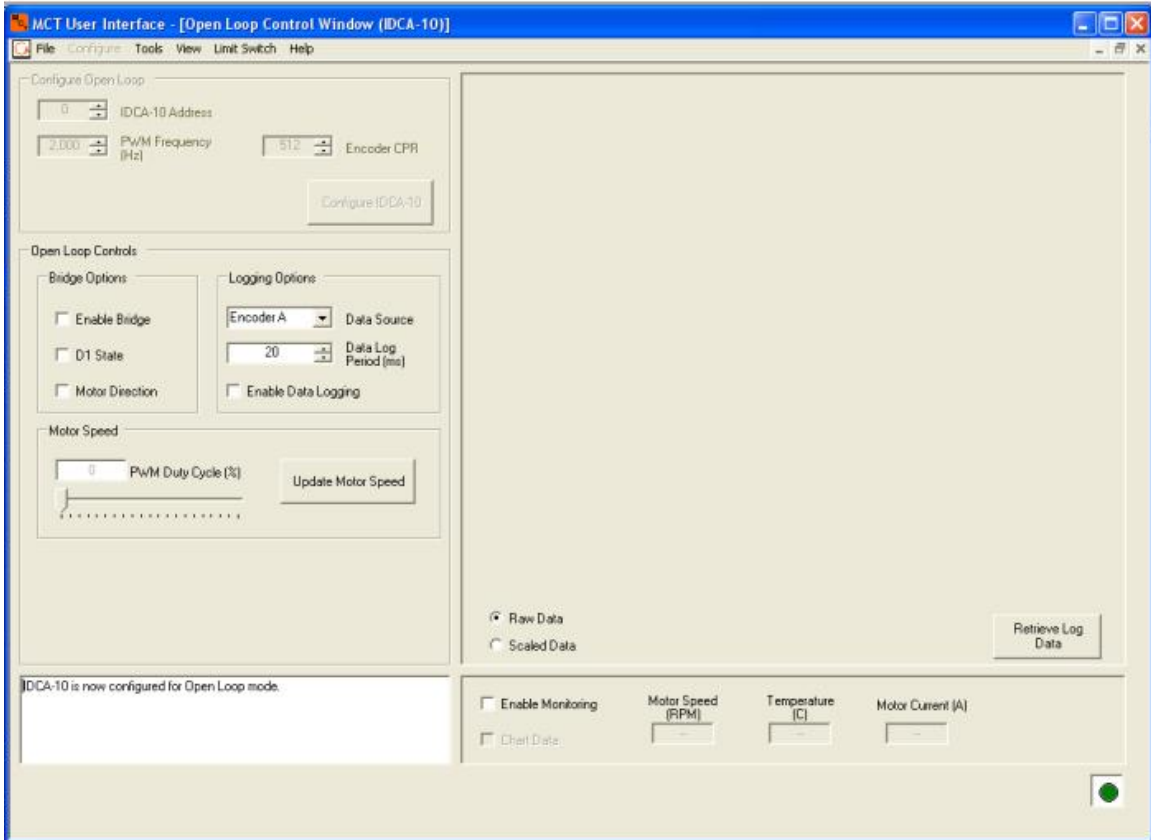 MCT User Interface - [Open Loop Control Window (IDCA-10)]
File Configure Tools View Limit Switch Help
Configure Open Loop
0 IDCA-10 Address
2,000 PWM Frequency
(Hz)
512 Encoder CPR
Configure IDCA-10
Open Loop Controls
Bridge Options
Enable Bridge
D1 State
Motor Direction
Logging Options
Encoder A Data Source
20 Data Log
Period (ms)
Enable Data Logging
Motor Speed
0 PWM Duty Cycle (%)
Update Motor Speed
Raw Data
Scaled Data
Retrieve Log
Data
IDCA-10 is now configured for Open Loop mode.
Enable Monitoring
Chart Data
Motor Speed
(RPM)
--
Temperature
(C)
--
Motor Current (A)
--